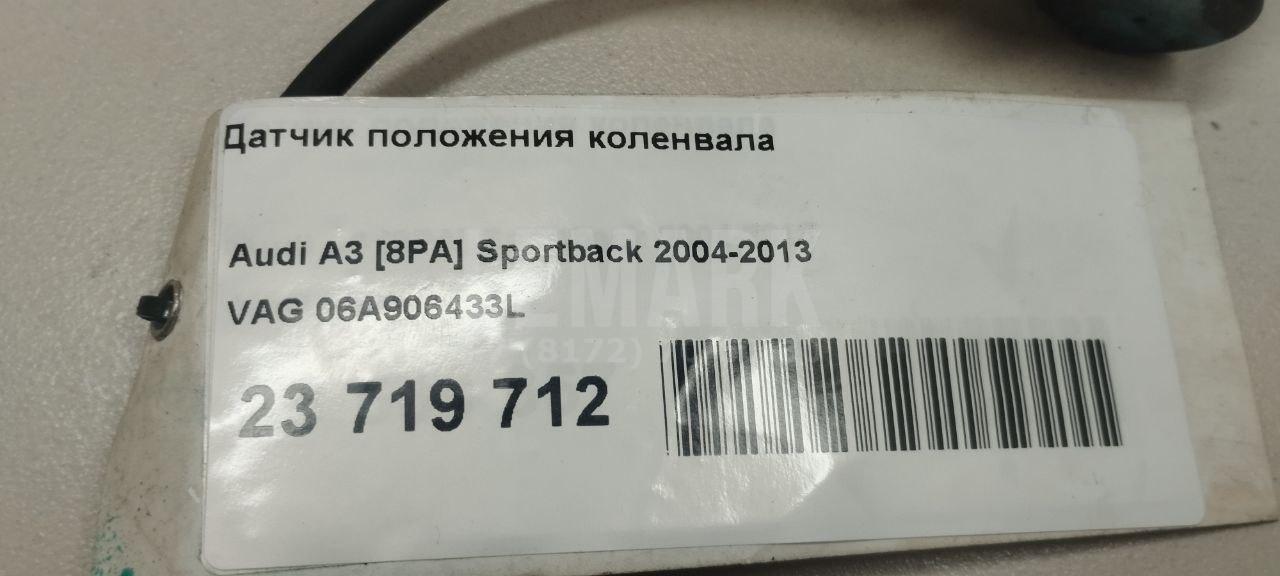 Датчик положения коленвала
Audi A3 [8PA] Sportback 2004-2013
VAG 06A906433L
(8172)
23 719 712